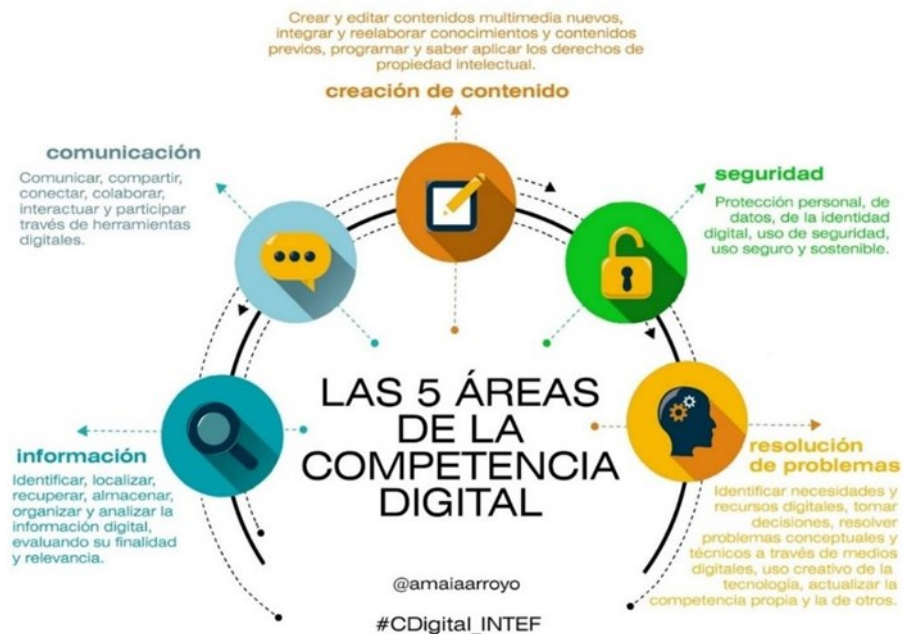 Crear y editar contenidos multimedia nuevos,
integrar y reelaborar conocimientos y contenidos
previos, programar y saber aplicar los derechos de
propiedad intelectual.
creación de contenido
comunicación
Comunicar, compartir,
conectar, colaborar,
interactuar y participar
través de herramientas
digitales.
seguridad
Protección personal, de
datos, de la identidad
digital, uso de seguridad,
uso seguro y sostenible.
LAS 5 ÁREAS
DE LA
COMPETENCIA
DIGITAL
información
Identificar, localizar,
recuperar, almacenar,
organizar y analizar la
información digital,
evaluando su finalidad
y relevancia.
resolución
de problemas
Identificar necesidades y
recursos digitales, tomar
decisiones, resolver
problemas conceptuales y
técnicos a través de medios
digitales, uso creativo de la
tecnología, actualizar la
competencia propia y la de otros.
@amaiaarroyo
#CDigital_INTEF